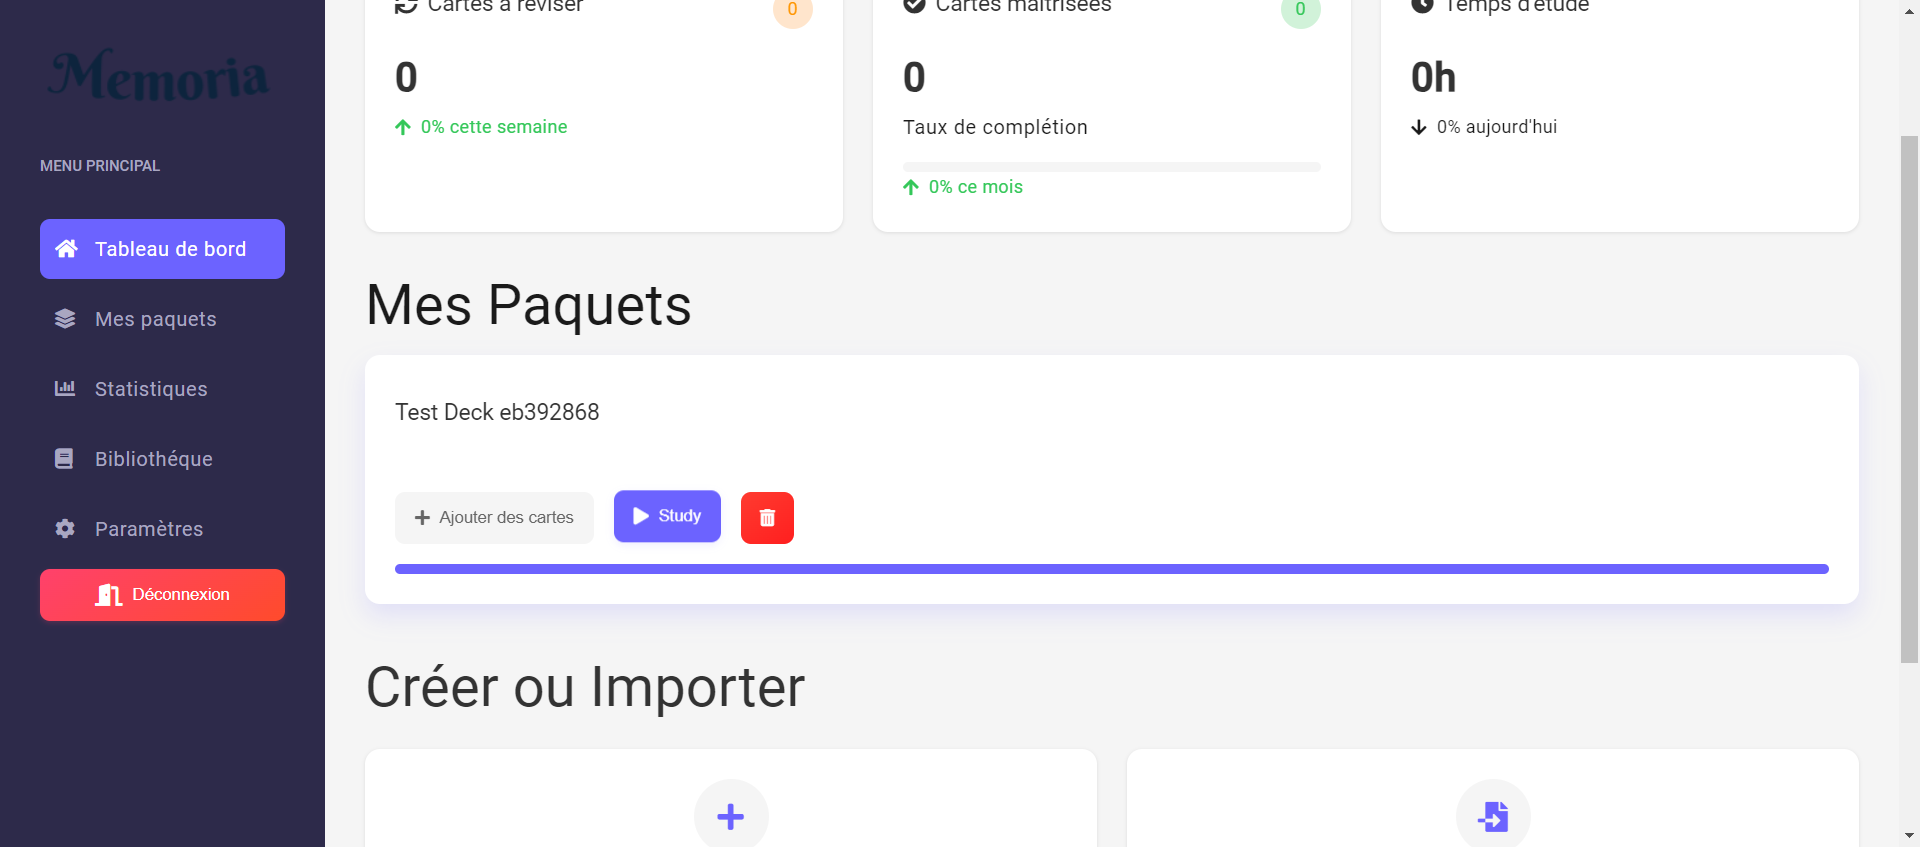 Memoria
MENU PRINCIPAL
Tableau de bord
Mes paquets
Statistiques
Bibliothéque
Paramètres
Déconnexion
Cartes à réviser
0
0
0% cette semaine
Cartes maîtrisées
0
0
Taux de complétion
0% ce mois
Temps d'étude
0h
0% aujourd'hui
Mes Paquets
Test Deck eb392868
Ajouter des cartes
Study
Créer ou Importer